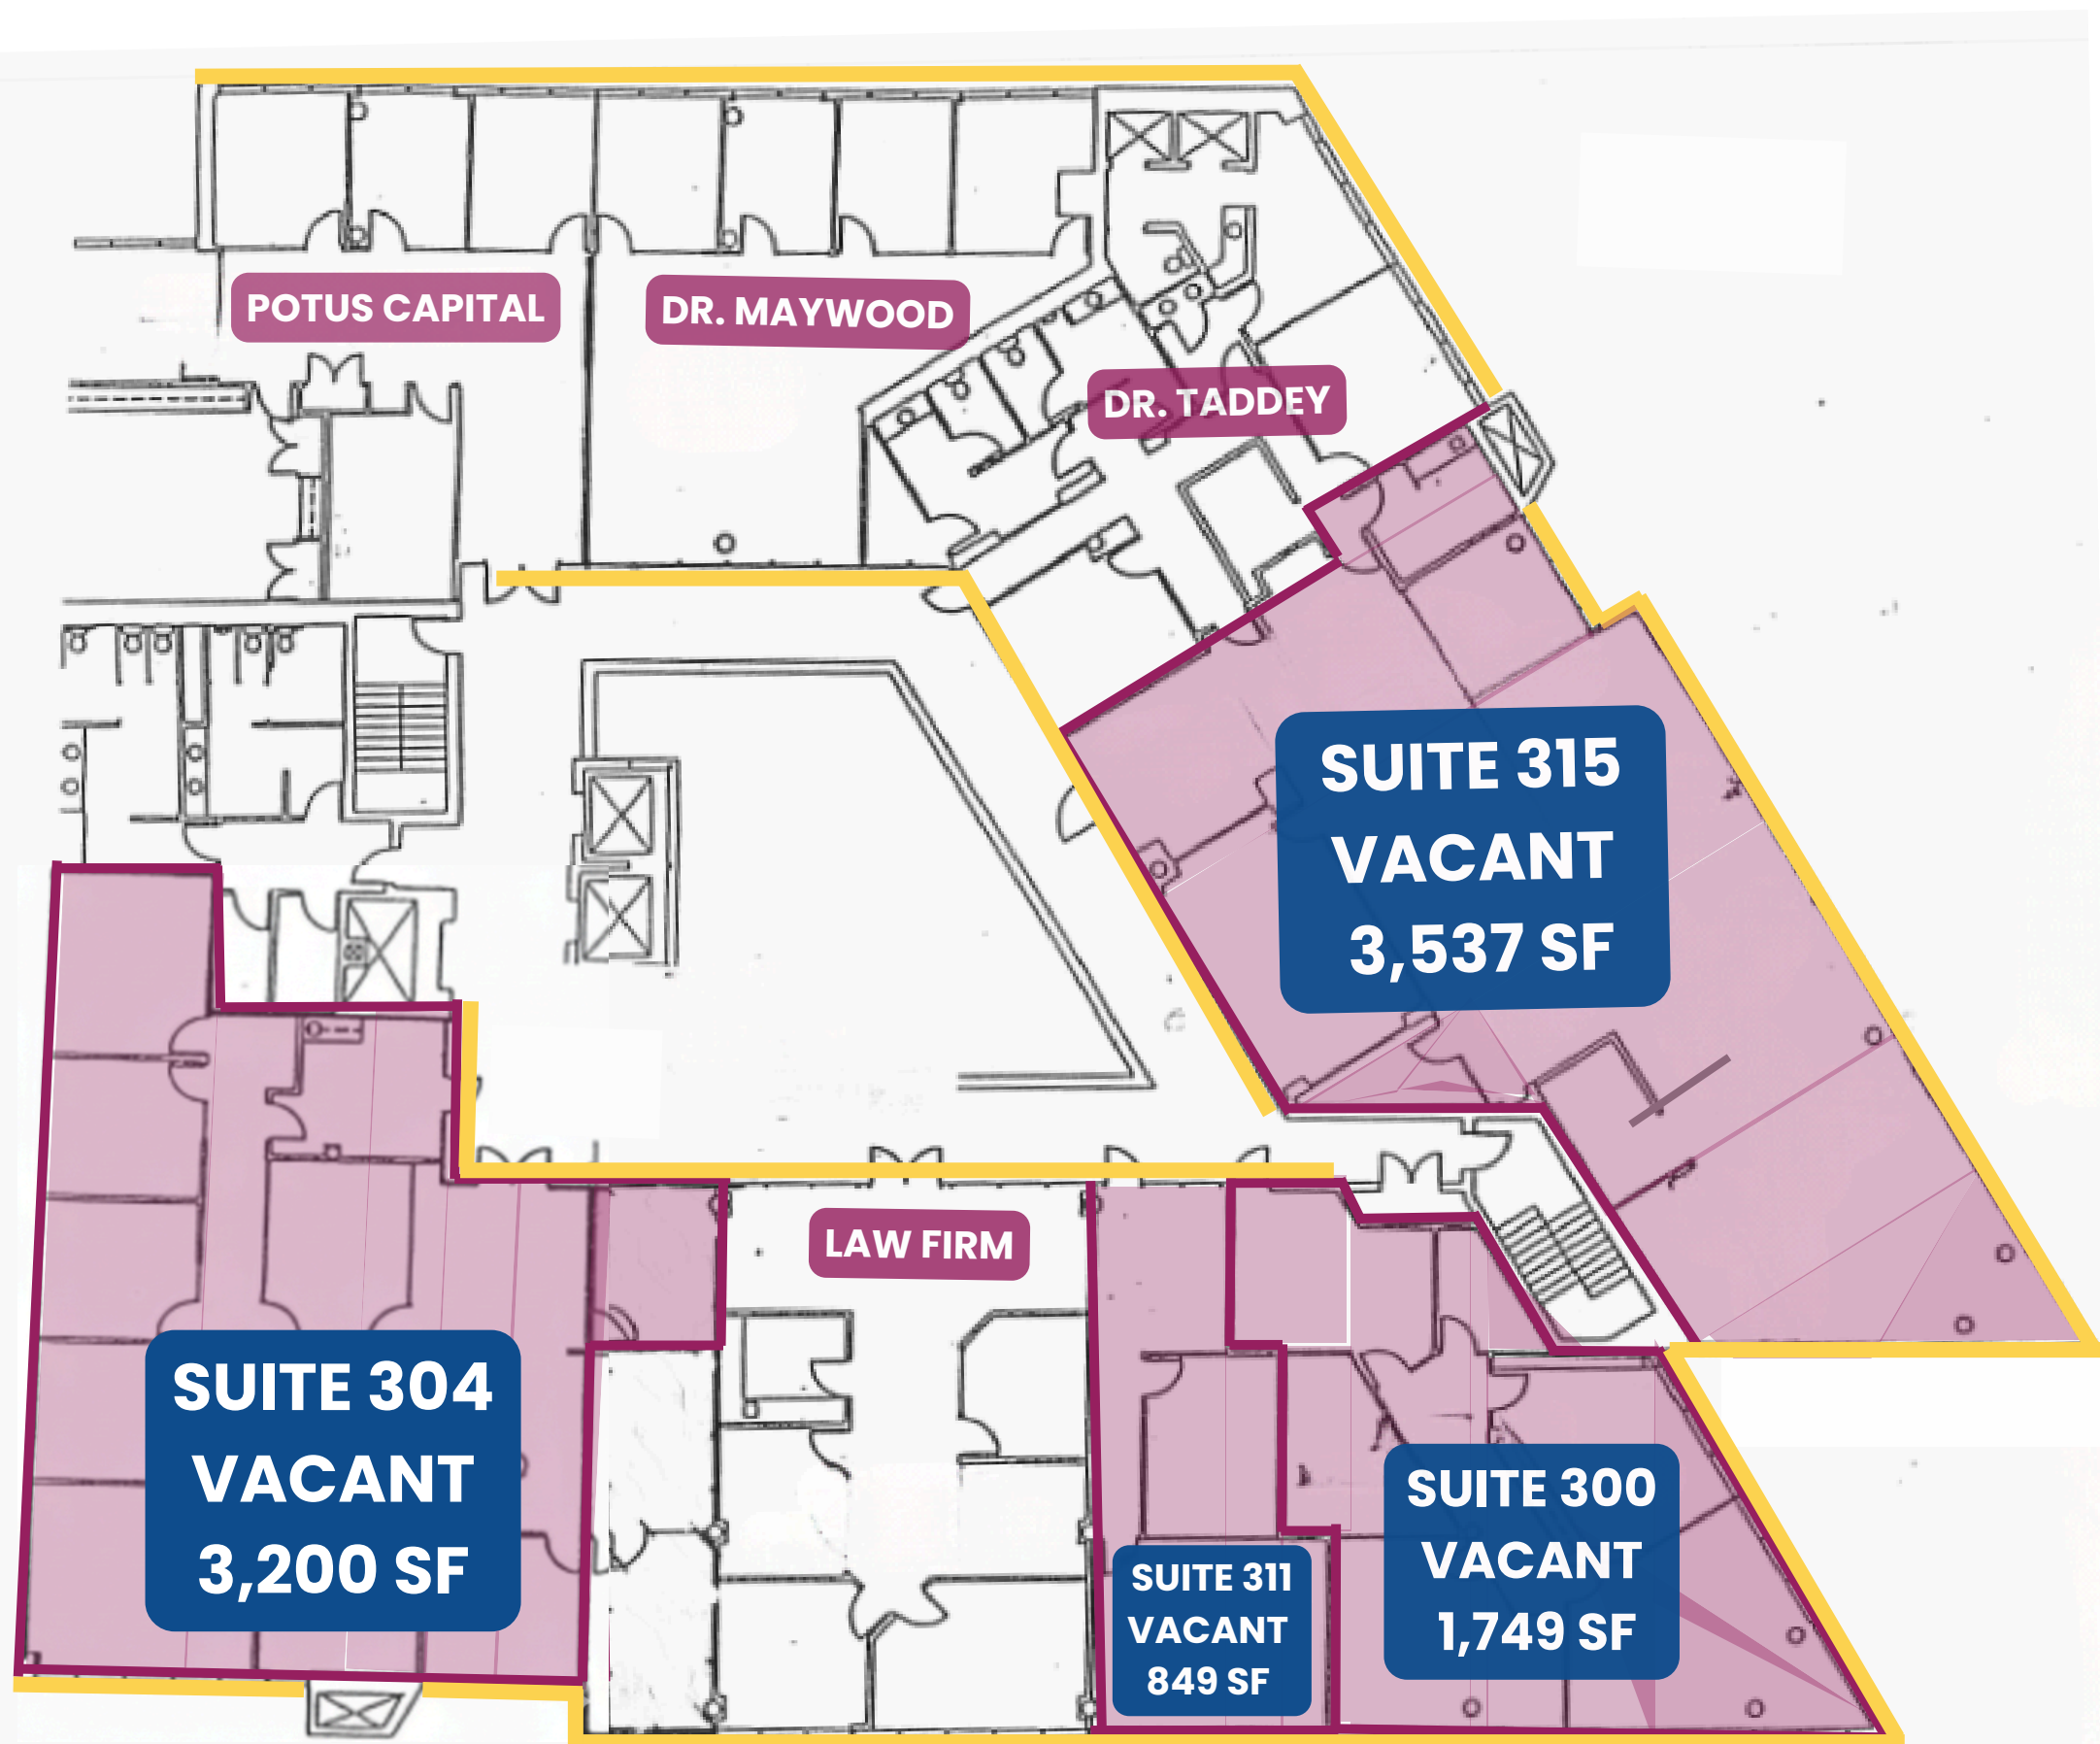 POTUS CAPITAL
DR. MAYWOOD
DR. TADDEY
SUITE 315
VACANT
3,537 SF
LAW FIRM
SUITE 304
VACANT
3,200 SF
SUITE 311
VACANT
849 SF
SUITE 300
VACANT
1,749 SF